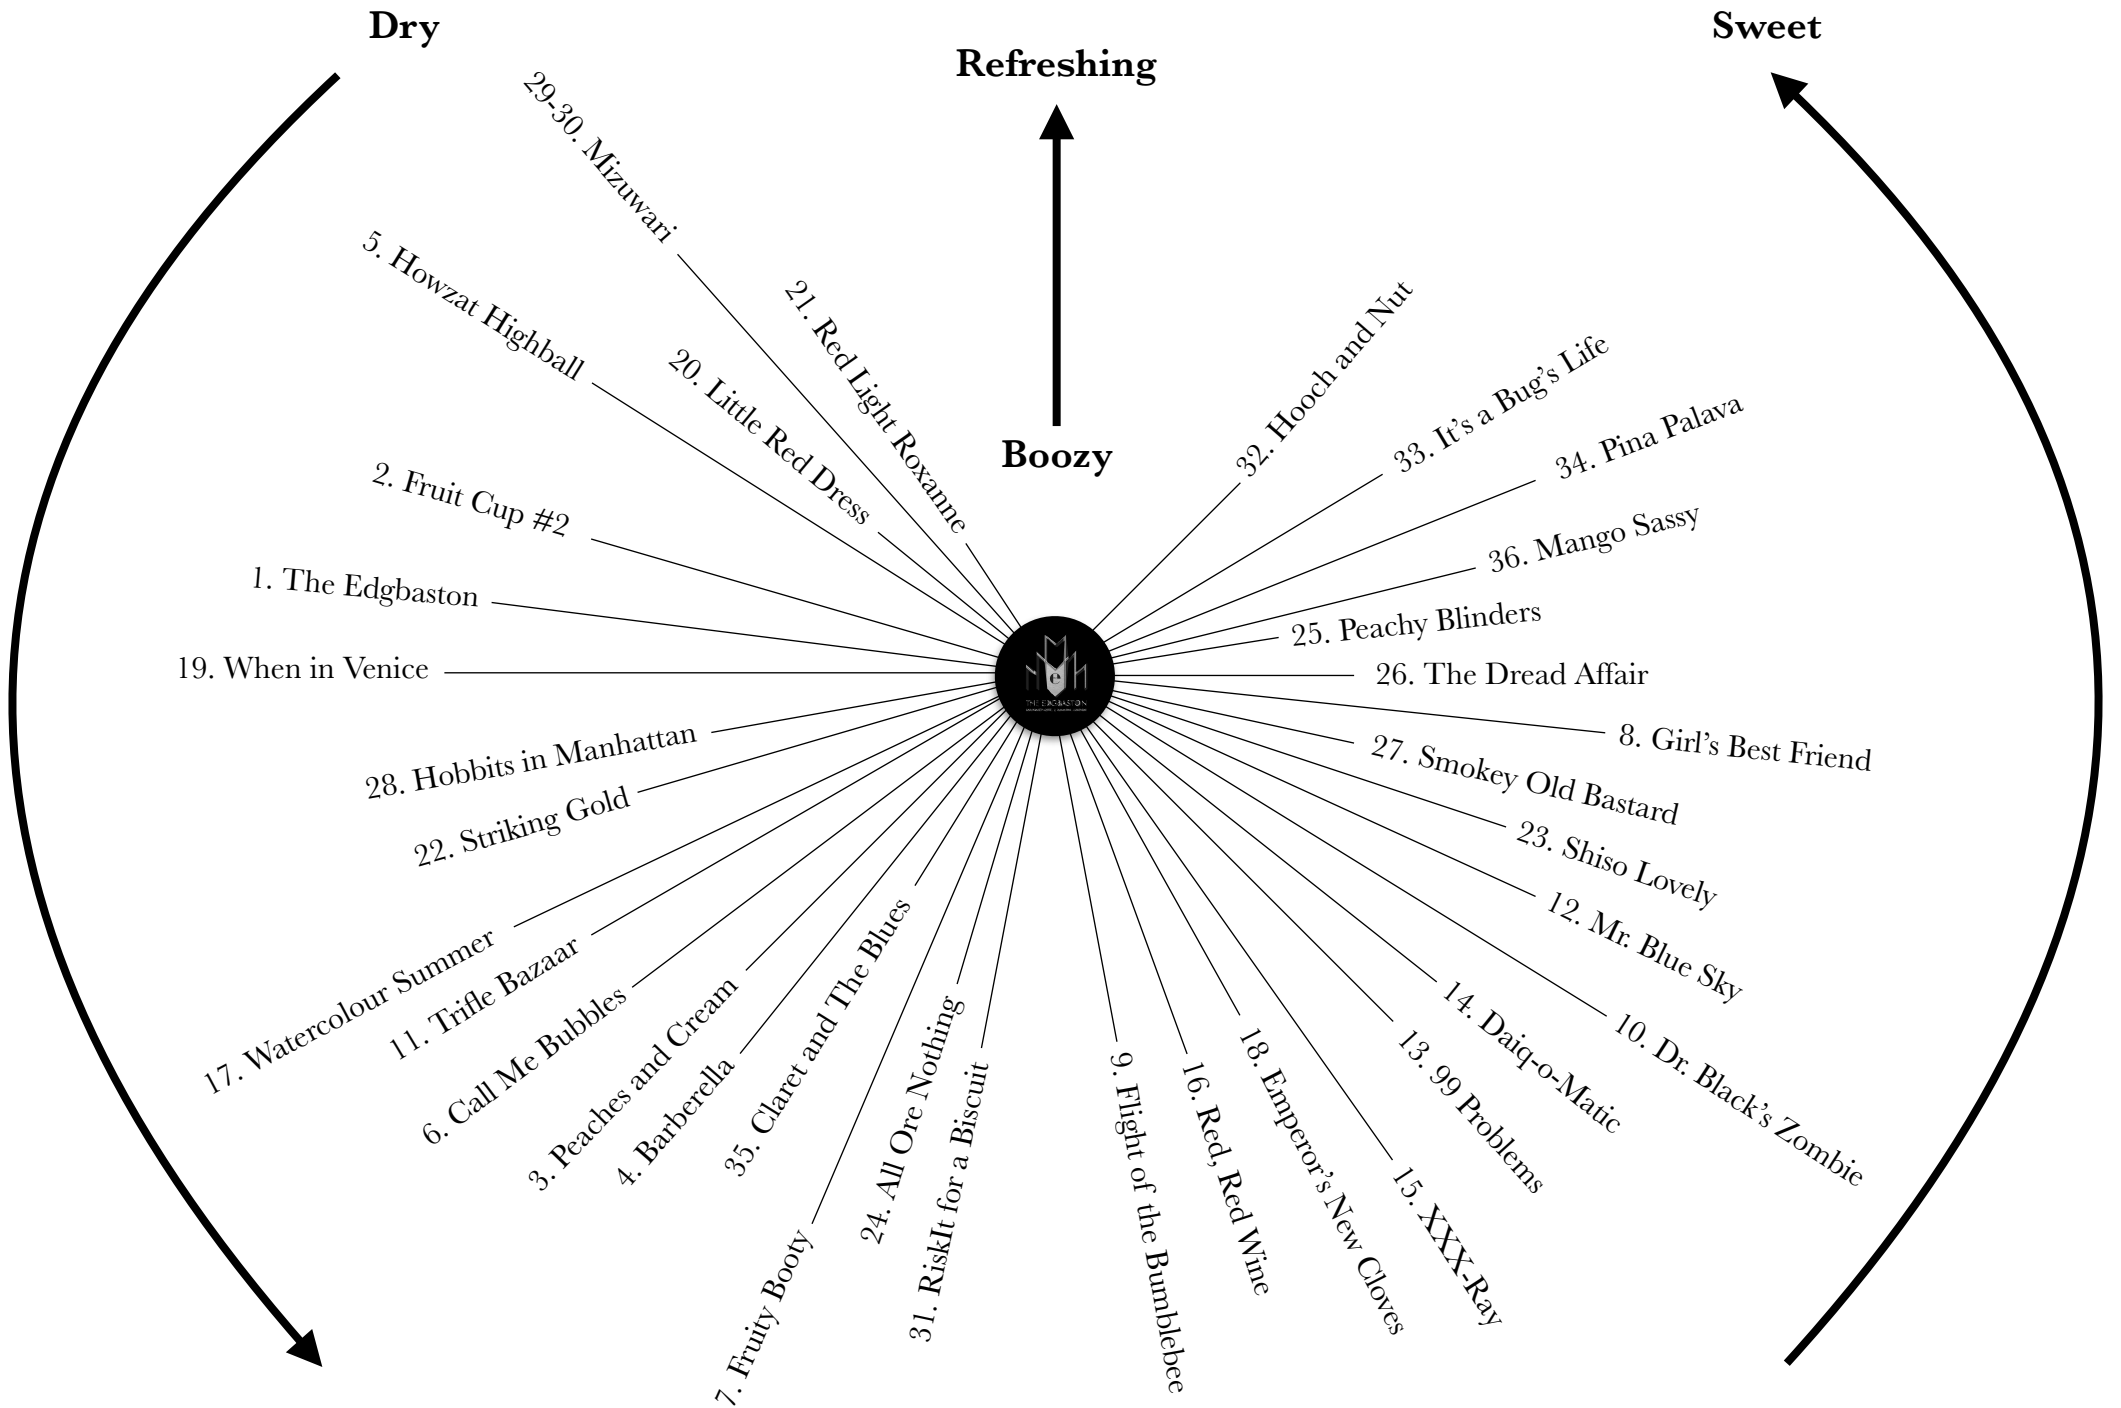 Dry
Sweet
Refreshing
Boozy
29-30. Mizuwari
21. Red Light Roxanne
5. Howzat Highball
20. Little Red Dress
2. Fruit Cup #2
1. The Edgbaston
19. When in Venice
28. Hobbits in Manhattan
22. Striking Gold
17. Watercolour Summer
11. Trifle Bazaar
6. Call Me Bubbles
3. Peaches and Cream
4. Barberella
35. Claret and The Blues
7. Fruity Booty
24. All Ore Nothing
31. RiskIt for a Biscuit
9. Flight of the Bumblebee
16. Red, Red Wine
18. Emperor's New Cloves
15. XXX-Ray
13. 99 Problems
14. Daiq-o-Matic
10. Dr. Black's Zombie
12. Mr. Blue Sky
23. Shiso Lovely
27. Smokey Old Bastard
8. Girl's Best Friend
26. The Dread Affair
25. Peachy Blinders
36. Mango Sassy
34. Pina Palava
33. It's a Bug's Life
32. Hooch and Nut
e
THE EDGBASTON